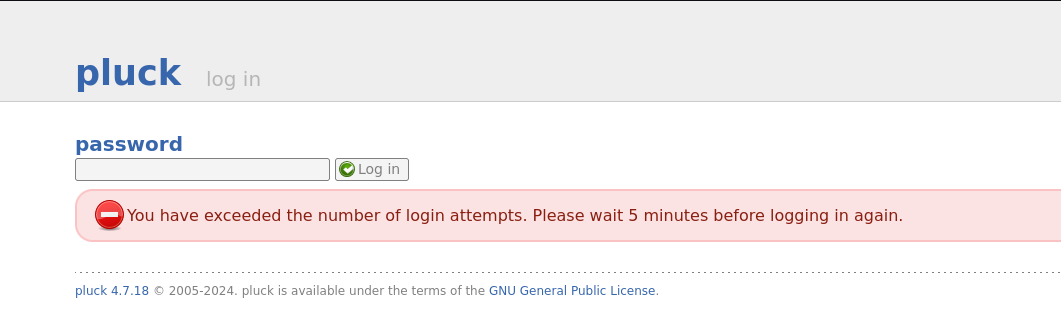 pluck log in
password
Log in
You have exceeded the number of login attempts. Please wait 5 minutes before logging in again.
pluck 4.7.18 © 2005-2024. pluck is available under the terms of the GNU General Public License.